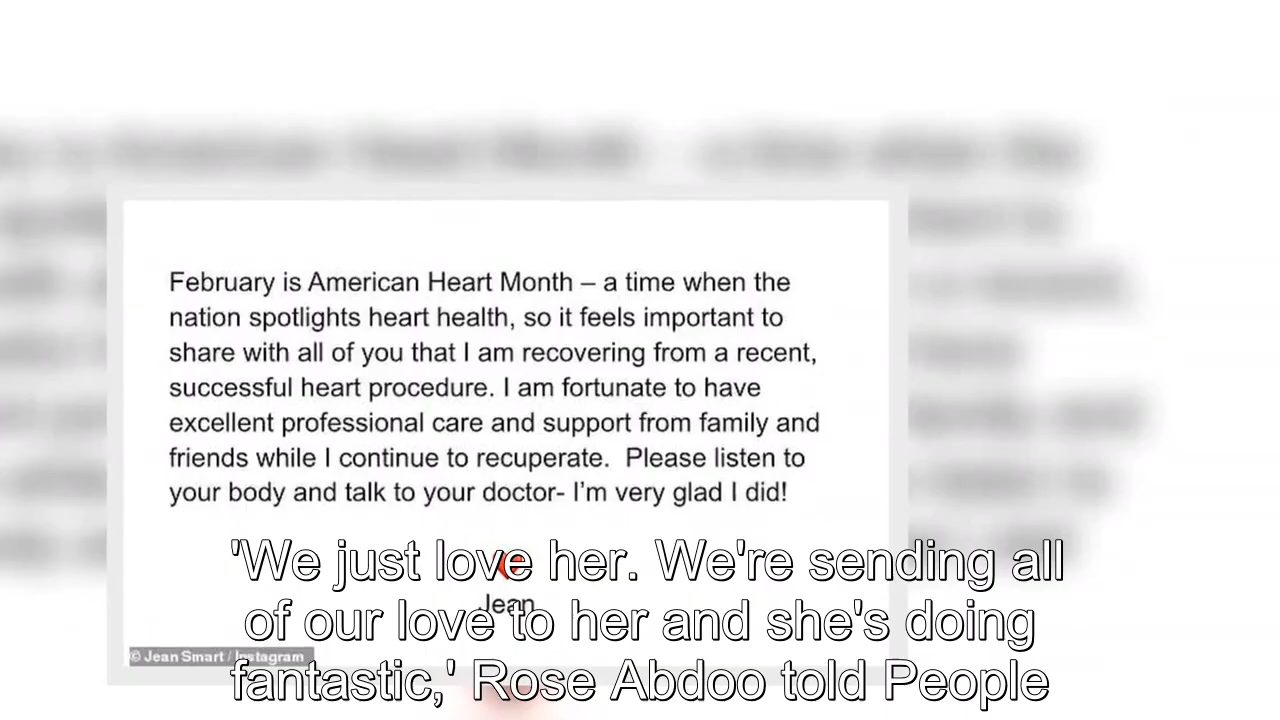 February is American Heart Month – a time when the
nation spotlights heart health, so it feels important to
share with all of you that I am recovering from a recent,
successful heart procedure. I am fortunate to have
excellent professional care and support from family and
friends while I continue to recuperate.  Please listen to
your body and talk to your doctor- I'm very glad I did!
Jean
© Jean Smart / Instagram
'We just love her. We're sending all
of our love to her and she's doing
fantastic,' Rose Abdoo told People